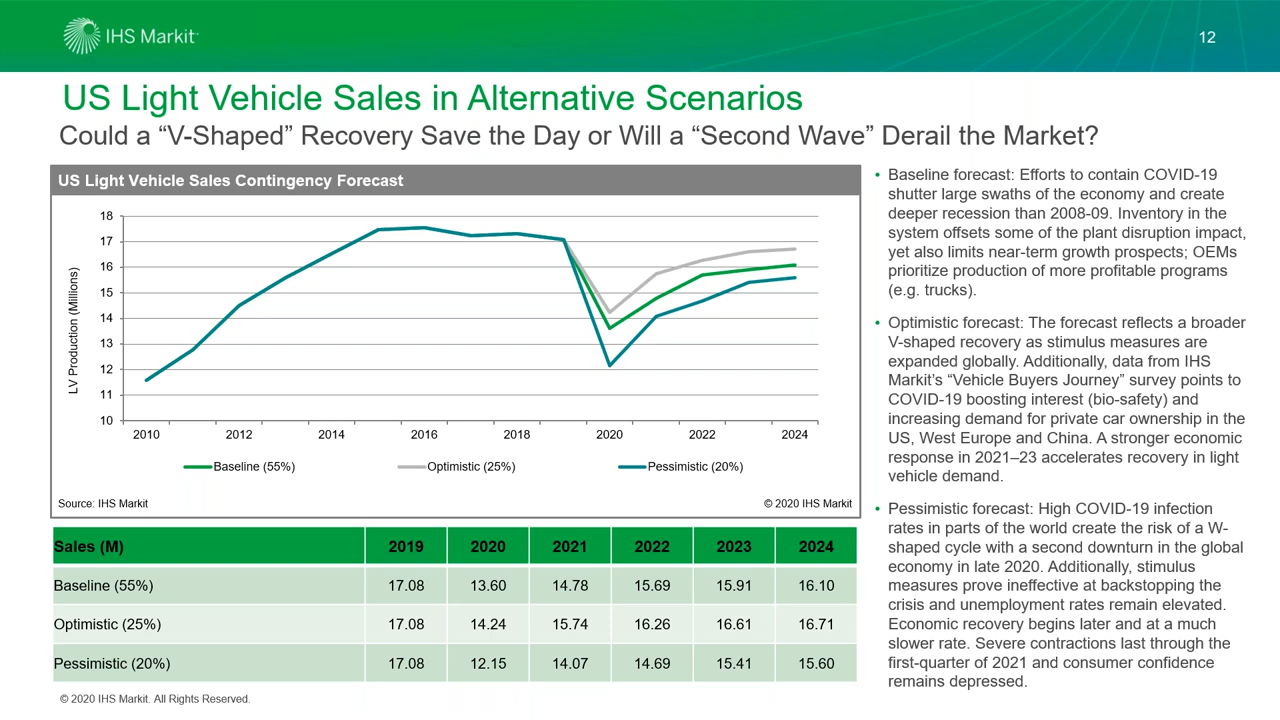 IHS Markit
12
US Light Vehicle Sales in Alternative Scenarios
Could a “V-Shaped” Recovery Save the Day or Will a “Second Wave” Derail the Market?
US Light Vehicle Sales Contingency Forecast
LV Production (Millions)
18
17
16
15
14
13
12
11
10
2010 2012 2014 2016 2018 2020 2022 2024
Baseline (55%) Optimistic (25%) Pessimistic (20%)
Source: IHS Markit © 2020 IHS Markit
Sales (M) 2019 2020 2021 2022 2023 2024
Baseline (55%) 17.08 13.60 14.78 15.69 15.91 16.10
Optimistic (25%) 17.08 14.24 15.74 16.26 16.61 16.71
Pessimistic (20%) 17.08 12.15 14.07 14.69 15.41 15.60
• Baseline forecast: Efforts to contain COVID-19
shutter large swaths of the economy and create
deeper recession than 2008-09. Inventory in the
system offsets some of the plant disruption impact,
yet also limits near-term growth prospects; OEMs
prioritize production of more profitable programs
(e.g. trucks).
• Optimistic forecast: The forecast reflects a broader
V-shaped recovery as stimulus measures are
expanded globally. Additionally, data from IHS
Markit’s “Vehicle Buyers Journey” survey points to
COVID-19 boosting interest (bio-safety) and
increasing demand for private car ownership in the
US, West Europe and China. A stronger economic
response in 2021–23 accelerates recovery in light
vehicle demand.
• Pessimistic forecast: High COVID-19 infection
rates in parts of the world create the risk of a W-
shaped cycle with a second downturn in the global
economy in late 2020. Additionally, stimulus
measures prove ineffective at backstopping the
crisis and unemployment rates remain elevated.
Economic recovery begins later and at a much
slower rate. Severe contractions last through the
first-quarter of 2021 and consumer confidence
remains depressed.
© 2020 IHS Markit. All Rights Reserved.